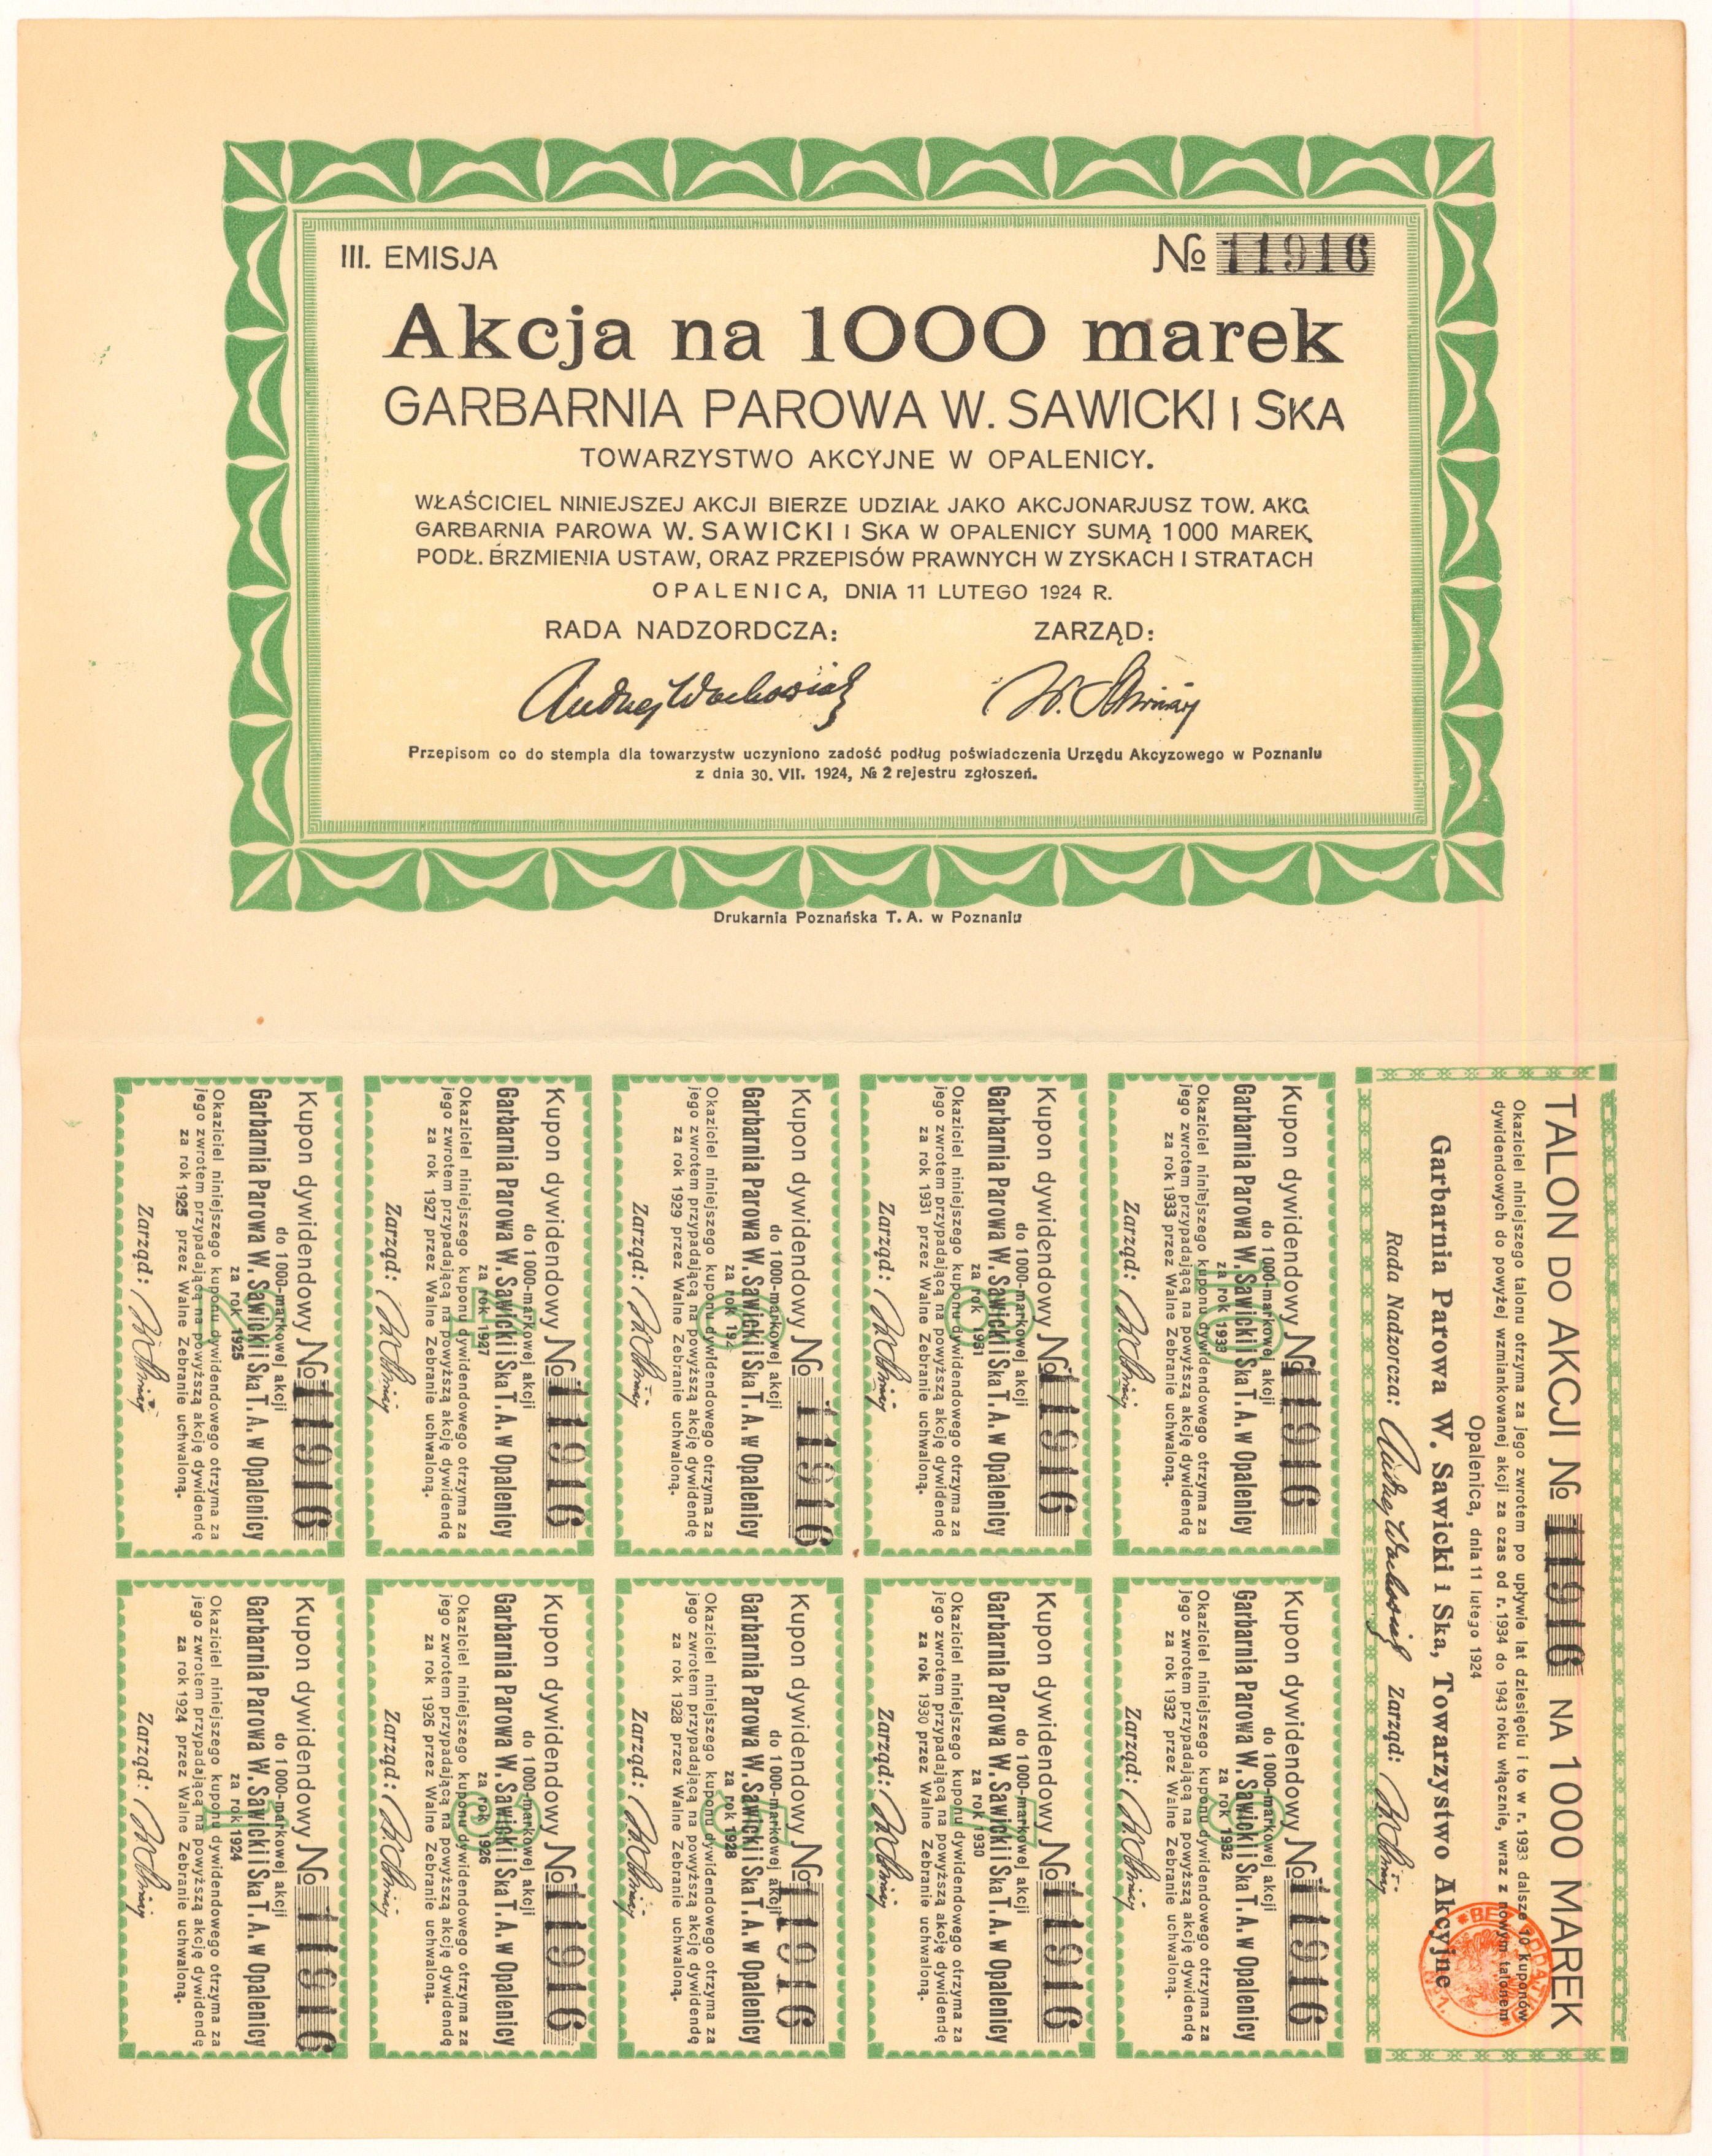 III. EMISJA
№ 11916
Akcja na 1000 marek
GARBARNIA PAROWA W. SAWICKI I SKA
TOWARZYSTWO AKCYJNE W OPALENICY.
WŁAŚCICIEL NINIEJSZEJ AKCJI BIERZE UDZIAŁ JAKO AKCJONARJUSZ TOW. AKC.
GARBARNIA PAROWA W. SAWICKI I SKA W OPALENICY SUMĄ 1000 MAREK,
PODŁ. BRZMIENIA USTAW, ORAZ PRZEPISÓW PRAWNYCH W ZYSKACH I STRATACH
OPALENICA, DNIA 11 LUTEGO 1924 R.
RADA NADZORDCZA:
ZARZĄD:
Andrzej Wachowiak
Przepisom co do stempla dla towarzystw uczyniono zadość podług poświadczenia Urzędu Akcyzowego w Poznaniu
z dnia 30. VII. 1924, № 2 rejestru zgłoszeń.
Drukarnia Poznańska T. A. w Poznaniu
TALON DO AKCJI № 11916 NA 1000 MAREK
Okaziciel niniejszego talonu otrzyma za jego zwrotem po upływie lat dziesięciu i to w r. 1933 dalsze 10 kuponów
dywidendowych do powyżej wzmiankowanej akcji za czas od r. 1934 do 1943 roku włącznie, wraz z nowym talonem
Opalenica, dnia 11 lutego 1924
Garbarnia Parowa W. Sawicki i Ska, Towarzystwo Akcyjne
Rada Nadzorcza: Andrzej Wachowiak Zarząd:
Kupon dywidendowy № 11916
do 1000-markowej akcji
Garbarnia Parowa W. Sawicki i Ska T. A. w Opalenicy
za rok 1933
Okaziciel niniejszego kuponu dywidendowego otrzyma za
jego zwrotem przypadającą na powyższą akcję dywidendę
za rok 1933 przez Walne Zebranie uchwaloną.
Zarząd:
Kupon dywidendowy № 11916
do 1000-markowej akcji
Garbarnia Parowa W. Sawicki i Ska T. A. w Opalenicy
za rok 1932
Okaziciel niniejszego kuponu dywidendowego otrzyma za
jego zwrotem przypadającą na powyższą akcję dywidendę
za rok 1932 przez Walne Zebranie uchwaloną.
Zarząd:
Kupon dywidendowy № 11916
do 1000-markowej akcji
Garbarnia Parowa W. Sawicki i Ska T. A. w Opalenicy
za rok 1931
Okaziciel niniejszego kuponu dywidendowego otrzyma za
jego zwrotem przypadającą na powyższą akcję dywidendę
za rok 1931 przez Walne Zebranie uchwaloną.
Zarząd:
Kupon dywidendowy № 11916
do 1000-markowej akcji
Garbarnia Parowa W. Sawicki i Ska T. A. w Opalenicy
za rok 1930
Okaziciel niniejszego kuponu dywidendowego otrzyma za
jego zwrotem przypadającą na powyższą akcję dywidendę
za rok 1930 przez Walne Zebranie uchwaloną.
Zarząd:
Kupon dywidendowy № 11916
do 1000-markowej akcji
Garbarnia Parowa W. Sawicki i Ska T. A. w Opalenicy
za rok
Okaziciel niniejszego kuponu dywidendowego otrzyma za
jego zwrotem przypadającą na powyższą akcję dywidendę
za rok 1929 przez Walne Zebranie uchwaloną.
Zarząd:
Kupon dywidendowy № 11916
do 1000-markowej akcji
Garbarnia Parowa W. Sawicki i Ska T. A. w Opalenicy
za rok 1928
Okaziciel niniejszego kuponu dywidendowego otrzyma za
jego zwrotem przypadającą na powyższą akcję dywidendę
za rok 1928 przez Walne Zebranie uchwaloną.
Zarząd:
Kupon dywidendowy № 11916
do 1000-markowej akcji
Garbarnia Parowa W. Sawicki i Ska T. A. w Opalenicy
za rok 1927
Okaziciel niniejszego kuponu dywidendowego otrzyma za
jego zwrotem przypadającą na powyższą akcję dywidendę
za rok 1927 przez Walne Zebranie uchwaloną.
Zarząd:
Kupon dywidendowy № 11916
do 1000-markowej akcji
Garbarnia Parowa W. Sawicki i Ska T. A. w Opalenicy
za rok 1926
Okaziciel niniejszego kuponu dywidendowego otrzyma za
jego zwrotem przypadającą na powyższą akcję dywidendę
za rok 1926 przez Walne Zebranie uchwaloną.
Zarząd:
Kupon dywidendowy № 11916
do 1000-markowej akcji
Garbarnia Parowa W. Sawicki i Ska T. A. w Opalenicy
za rok 1925
Okaziciel niniejszego kuponu dywidendowego otrzyma za
jego zwrotem przypadającą na powyższą akcję dywidendę
za rok 1925 przez Walne Zebranie uchwaloną.
Zarząd:
Kupon dywidendowy № 11916
do 1000-markowej akcji
Garbarnia Parowa W. Sawicki i Ska T. A. w Opalenicy
za rok 1924
Okaziciel niniejszego kuponu dywidendowego otrzyma za
jego zwrotem przypadającą na powyższą akcję dywidendę
za rok 1924 przez Walne Zebranie uchwaloną.
Zarząd: